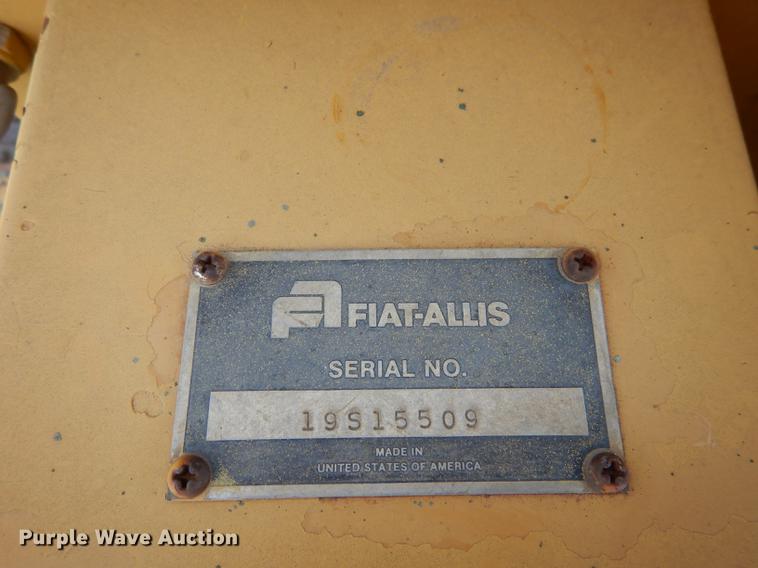 FIAT-ALLIS
SERIAL NO.
19S15509
MADE IN
UNITED STATES OF AMERICA
Purple Wave Auction